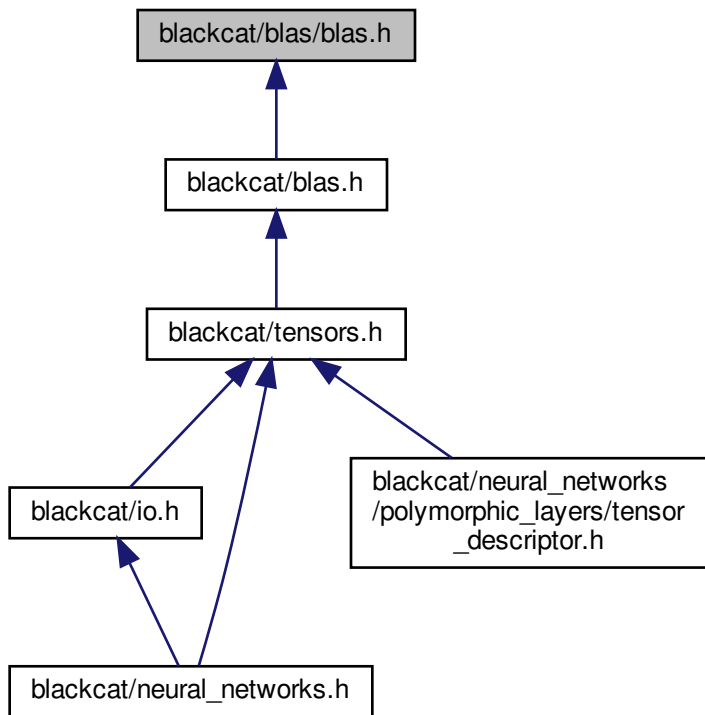 blackcat/blas/blas.h
blackcat/blas.h
blackcat/tensors.h
blackcat/io.h
blackcat/neural_networks
/polymorphic_layers/tensor
_descriptor.h
blackcat/neural_networks.h